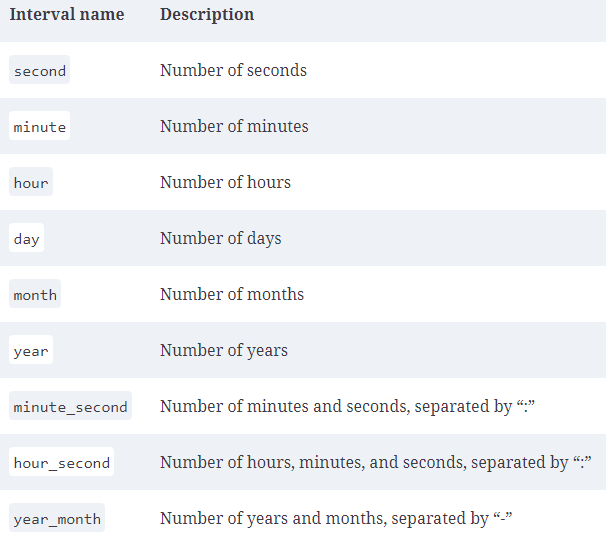 Interval name Description
second Number of seconds
minute Number of minutes
hour Number of hours
day Number of days
month Number of months
year Number of years
minute_second Number of minutes and seconds, separated by “:”
hour_second Number of hours, minutes, and seconds, separated by “:”
year_month Number of years and months, separated by “-”